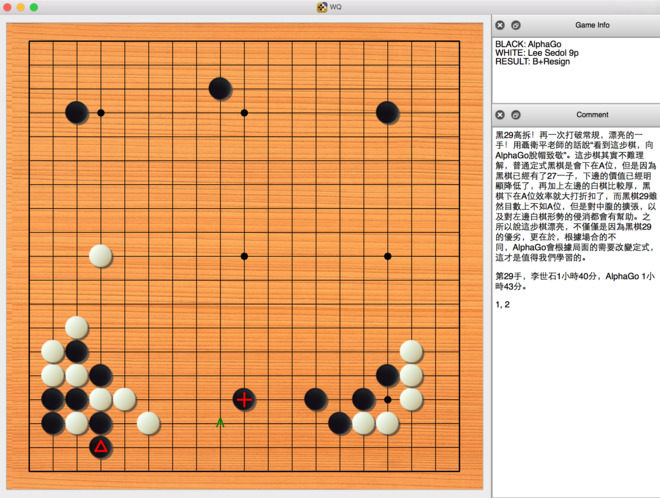 WQ
Game Info
BLACK: AlphaGo
WHITE: Lee Sedol 9p
RESULT: B+Resign
Comment
黑29高拆！再一次打破常規，漂亮的一
手！用聶衛平老師的話說“看到這步棋，向
AlphaGo脫帽致敬”。這步棋其實不難理
解，普通定式黑棋是會下在A位，但是因為
黑棋已經有了27一子，下邊的價值已經明
顯降低了，再加上左邊的白棋比較厚，黑
棋下在A位效率就大打折扣了，而黑棋29雖
然目數上不如A位，但是對中腹的擴張，以
及對左邊白棋形勢的侵消都會有幫助。之
所以說這步棋漂亮，不僅僅是因為黑棋29
的優劣，更在於，根據場合的不
同，AlphaGo會根據局面的需要改變定式，
這才是值得我們學習的。
第29手，李世石1小時40分，AlphaGo 1小
時43分。
1, 2
A